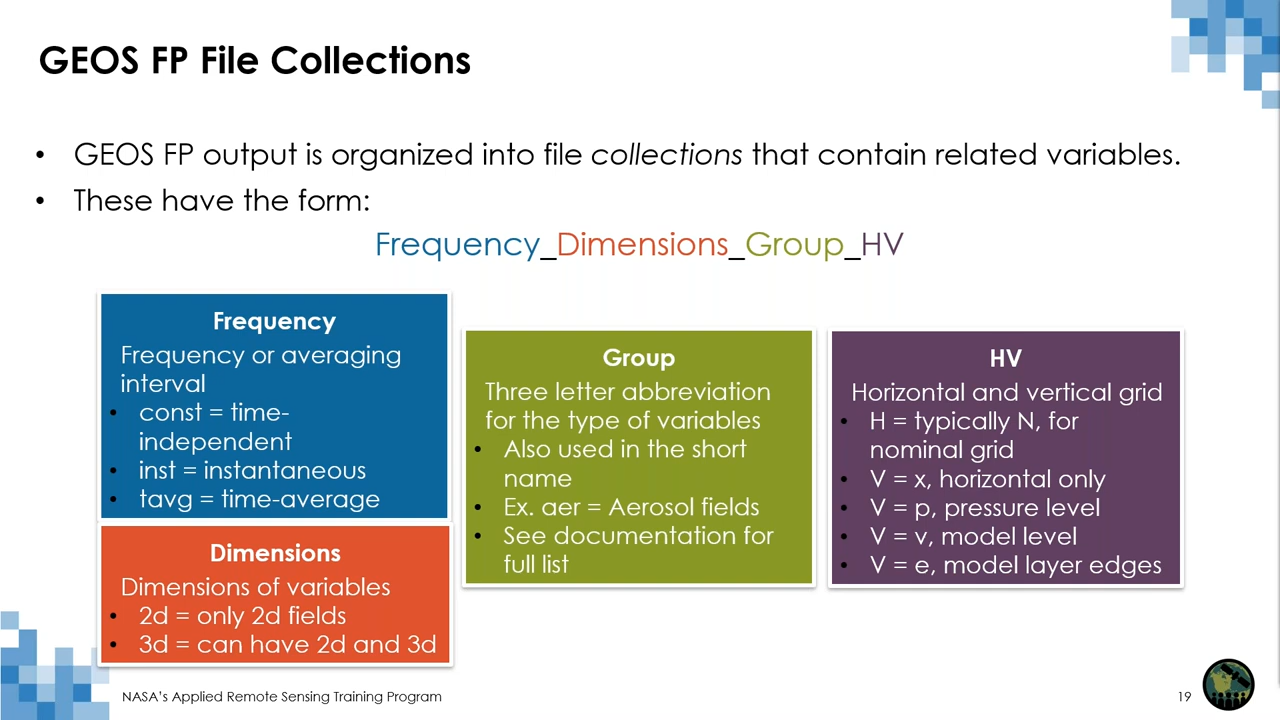 GEOS FP File Collections
• GEOS FP output is organized into file collections that contain related variables.
• These have the form:
Frequency_Dimensions_Group_HV
Frequency
Frequency or averaging
interval
• const = time-
independent
• inst = instantaneous
• tavg = time-average
Dimensions
Dimensions of variables
• 2d = only 2d fields
• 3d = can have 2d and 3d
Group
Three letter abbreviation
for the type of variables
• Also used in the short
name
• Ex. aer = Aerosol fields
• See documentation for
full list
HV
Horizontal and vertical grid
• H = typically N, for
nominal grid
• V = x, horizontal only
• V = p, pressure level
• V = v, model level
• V = e, model layer edges
NASA's Applied Remote Sensing Training Program
19